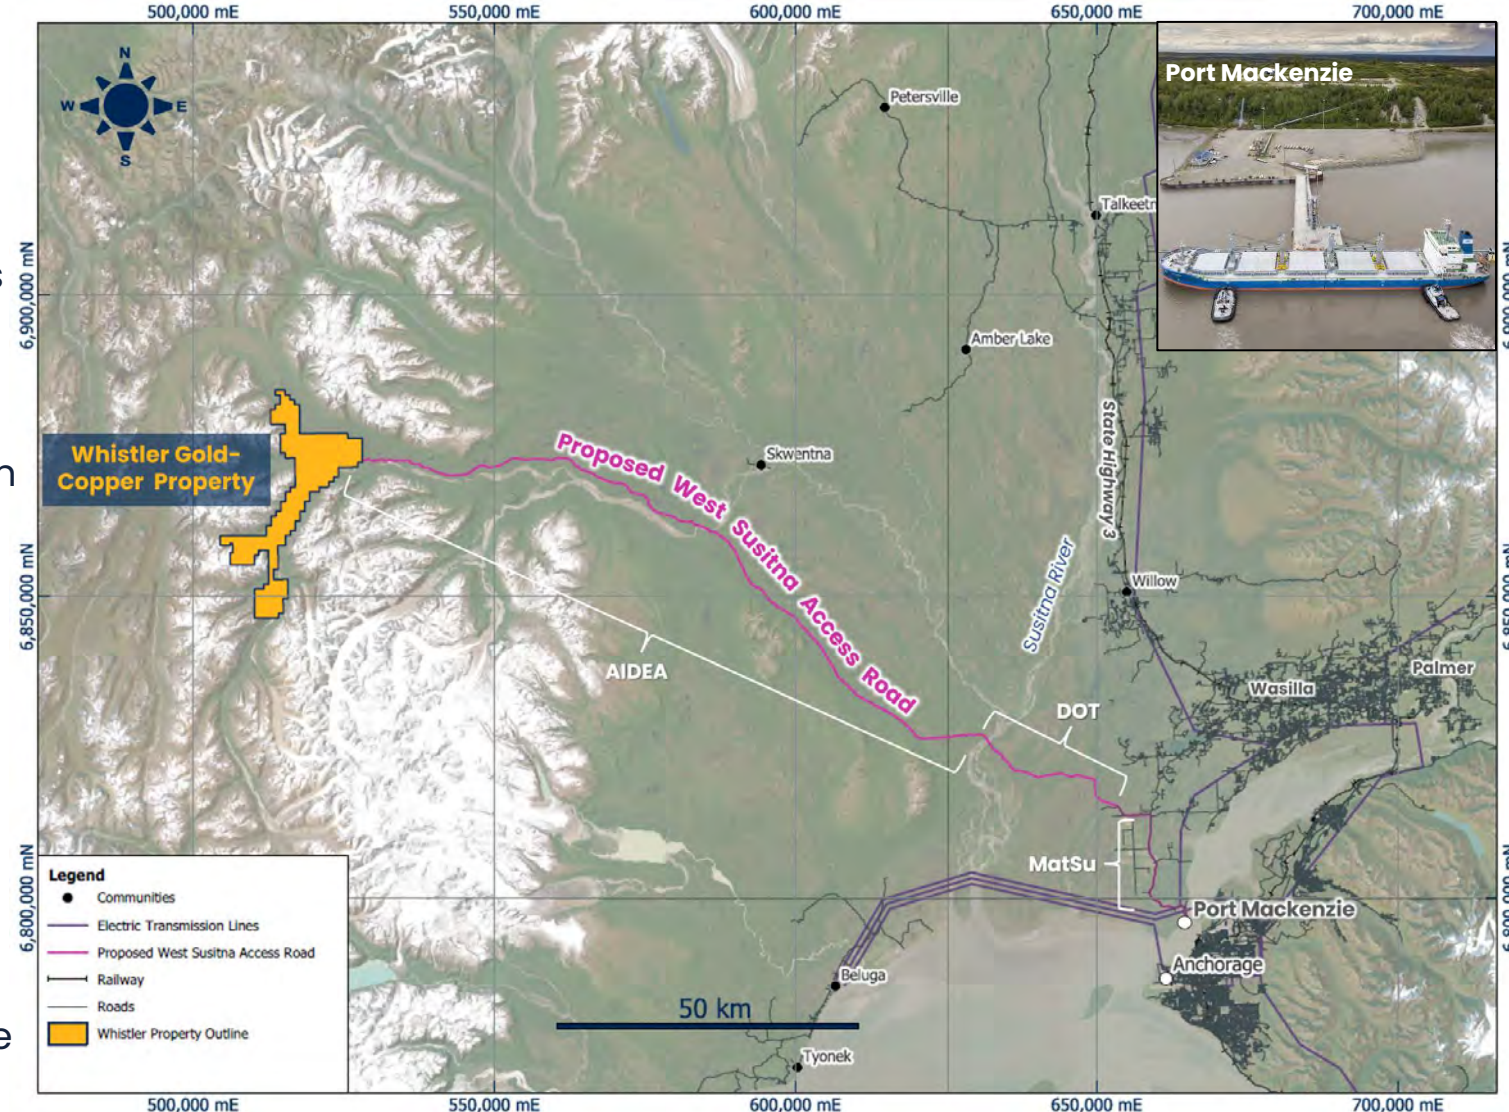 500,000 mE
550,000 mE
600,000 mE
650,000 mE
700,000 mE
N
W
E
S
Port Mackenzie
Petersville
Talkeetn
s
6,900,000 mN
Amber Lake
State Highway 3
Whistler Gold-
Copper Property
n
Skwentna
Proposed West Susitna Access Road
Susitna River
6,850,000 mN
Willow
AIDEA
Palmer
Wasilla
DOT
MatSu
6,800,000 mN
Port Mackenzie
Anchorage
Beluga
50 km
Tyonek
Legend
Communities
Electric Transmission Lines
Proposed West Susitna Access Road
Railway
Roads
Whistler Property Outline
e
500,000 mE
550,000 mE
600,000 mE
650,000 mE
700,000 mE